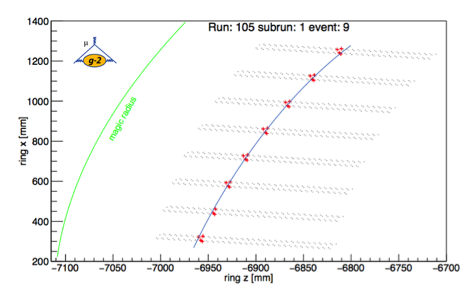 Run: 105 subrun: 1 event: 9
μ
g-2
magic radius
ring x [mm]
1400
1200
1000
800
600
400
200
−7100 −7050 −7000 −6950 −6900 −6850 −6800 −6750 −6700
ring z [mm]